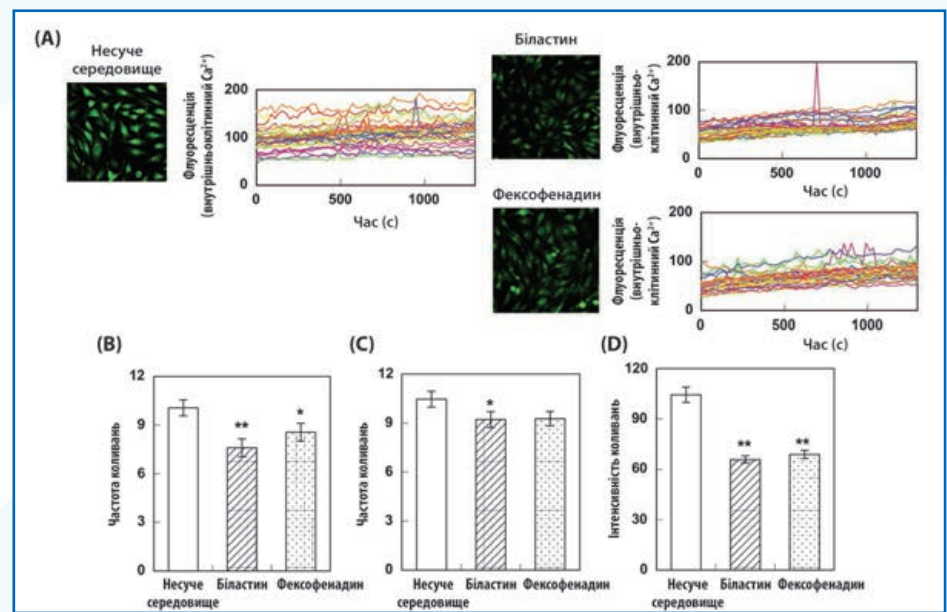 (A)
Несуче
середовище
Флуоресценція
(внутрішньоклітинний Ca²⁺)
200
150
100
50
0
0
500
1000
Час (с)
Біластин
Флуоресценція
(внутрішньо-
клітинний Ca²⁺)
200
100
0
0
500
1000
Час (с)
Фексофенадин
Флуоресценція
(внутрішньо-
клітинний Ca²⁺)
200
100
0
0
500
1000
Час (с)
(B)
Частота коливань
12
9
6
3
0
**
*
Несуче
середовище
Біластин
Фексофенадин
(C)
Частота коливань
12
9
6
3
0
*
Несуче
середовище
Біластин
Фексофенадин
(D)
Інтенсивність коливань
120
90
60
30
0
**
**
Несуче
середовище
Біластин
Фексофенадин